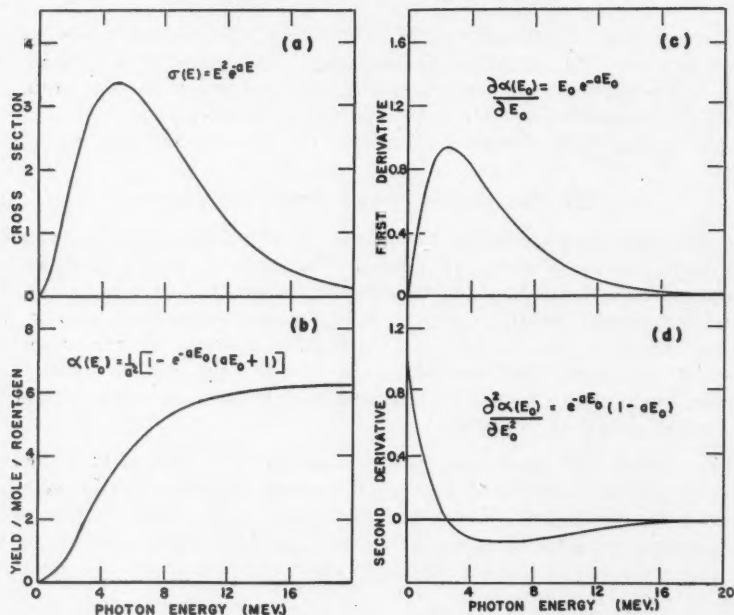 (a)
σ(E) = E²e^-aE
CROSS SECTION
4
3
2
1
0
(b)
α(E₀) = 1/a² [1 - e^-aE₀ (aE₀ + 1)]
YIELD / MOLE / ROENTGEN
8
6
4
2
0
0 4 8 12 16
PHOTON ENERGY (MEV.)
(c)
∂α(E₀)/∂E₀ = E₀ e^-aE₀
FIRST DERIVATIVE
1.6
1.2
0.8
0.4
0
(d)
∂²α(E₀)/∂E₀² = e^-aE₀ (1 - aE₀)
SECOND DERIVATIVE
1.2
0.8
0.4
0
0 4 8 12 16 20
PHOTON ENERGY (MEV.)